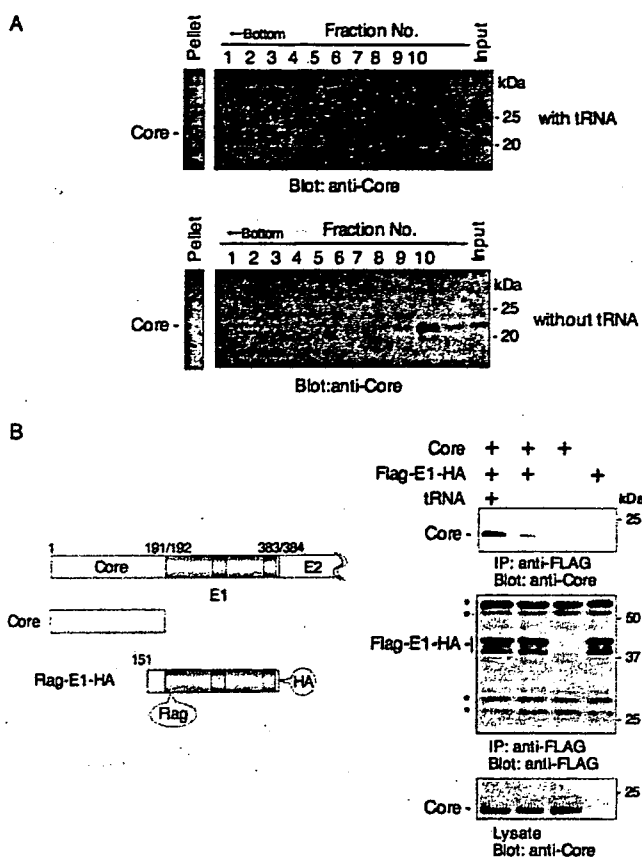 A
Pellet
←Bottom Fraction No. Input
1 2 3 4 5 6 7 8 9 10
kDa
Core -
- 25
- 20
with tRNA
Blot: anti-Core
Pellet
←Bottom Fraction No. Input
1 2 3 4 5 6 7 8 9 10
kDa
Core -
- 25
- 20
without tRNA
Blot:anti-Core
B
Core + + +
Flag-E1-HA + + +
tRNA +
kDa
25
Core -
IP: anti-FLAG
Blot: anti-Core
1 191/192 383/384
Core E2
E1
Core
151
Flag-E1-HA HA
Flag
50
Flag-E1-HA
37
25
IP: anti-FLAG
Blot: anti-FLAG
25
Core -
Lysate
Blot: anti-Core